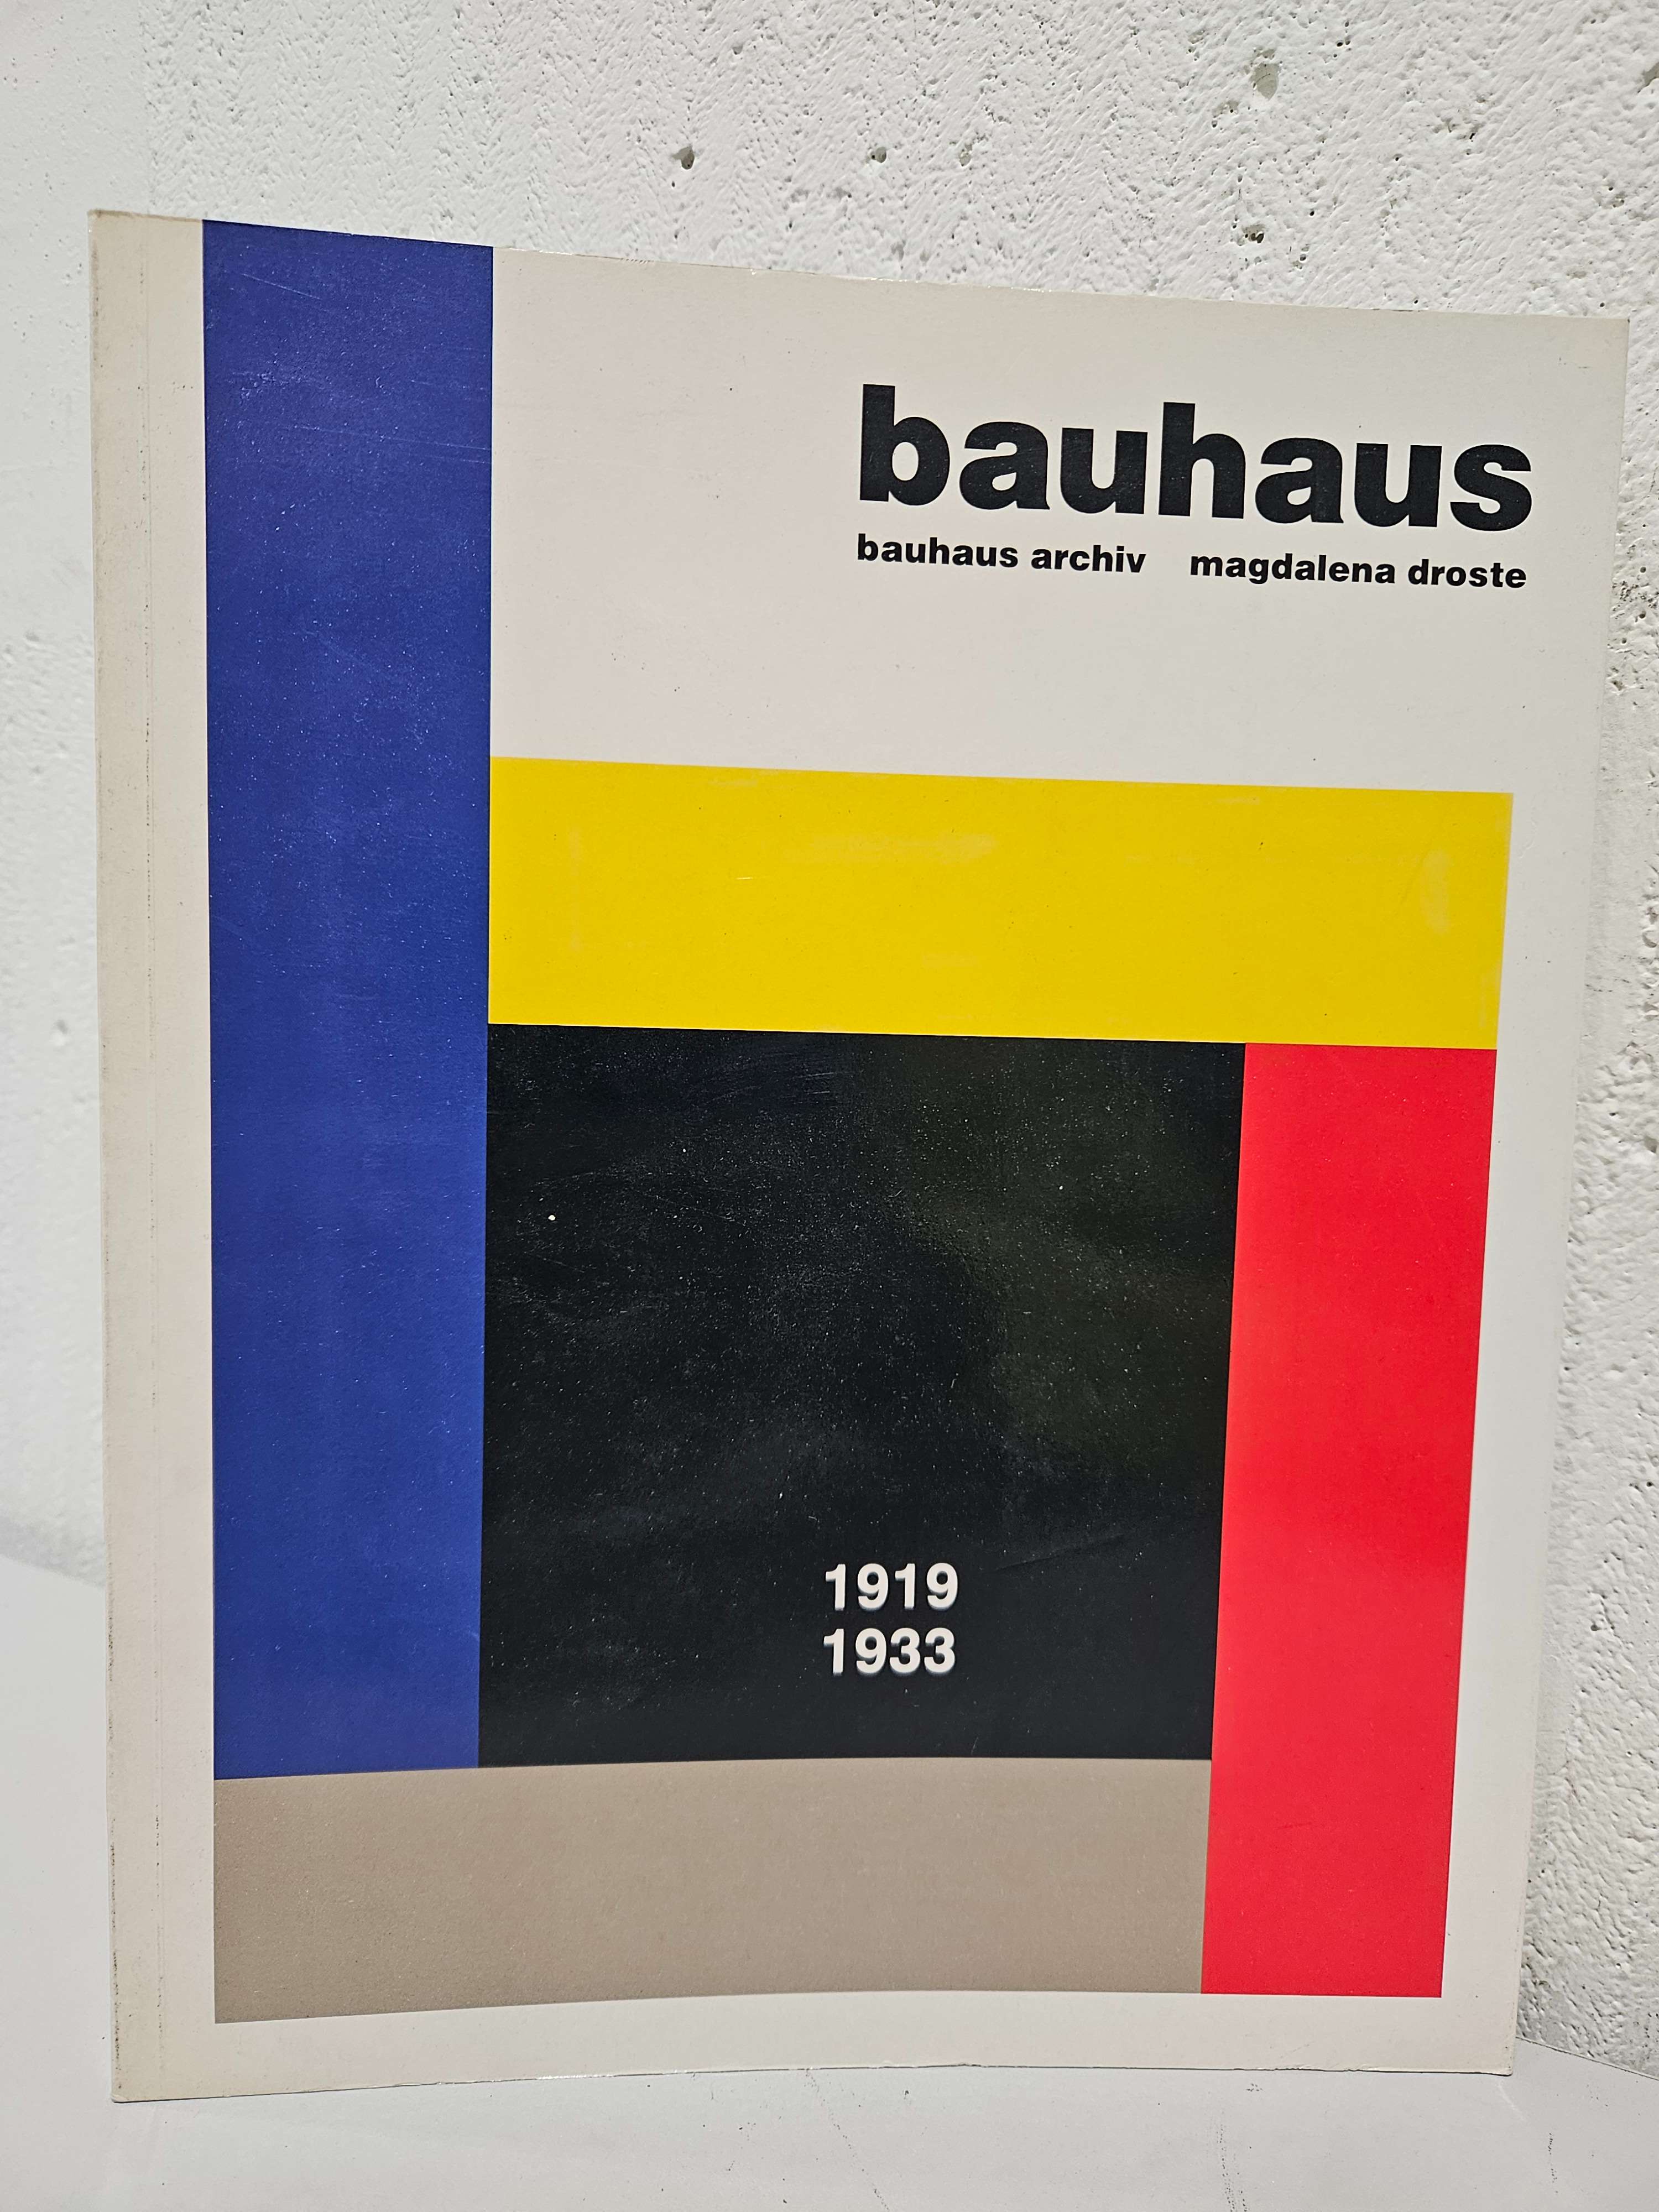 bauhaus
bauhaus archiv magdalena droste
1919
1933